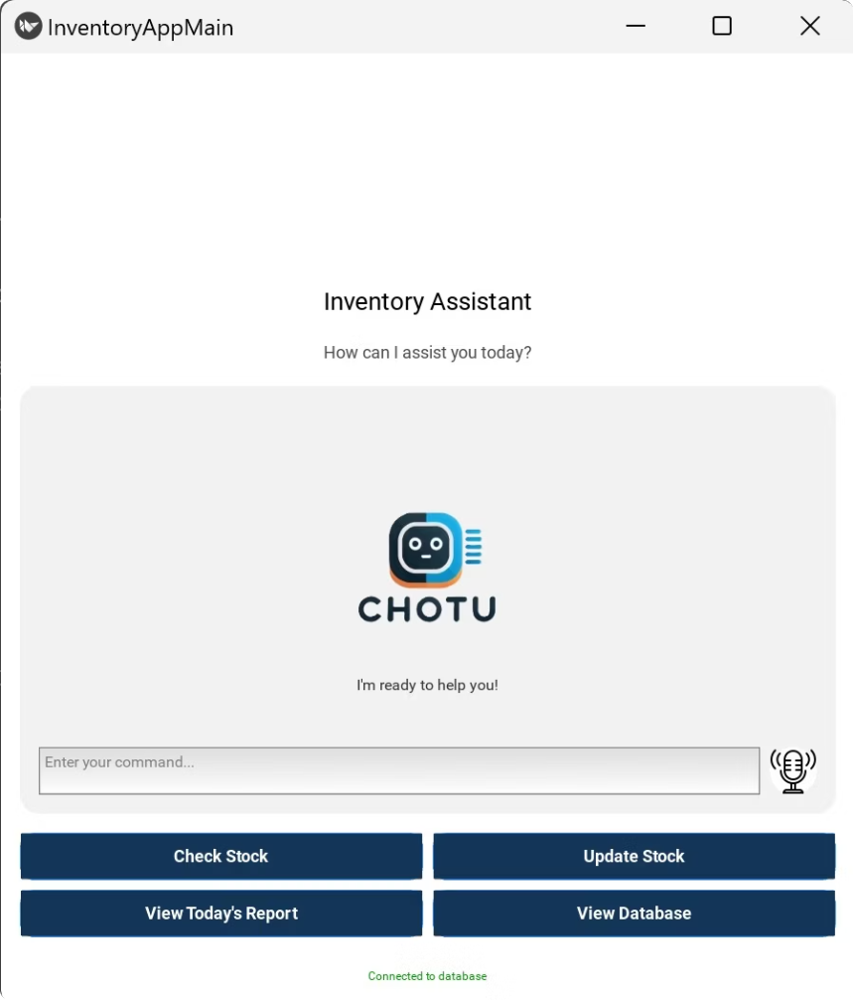 InventoryAppMain
Inventory Assistant
How can I assist you today?
CHOTU
I'm ready to help you!
Enter your command...
Check Stock
Update Stock
View Today's Report
View Database
Connected to database